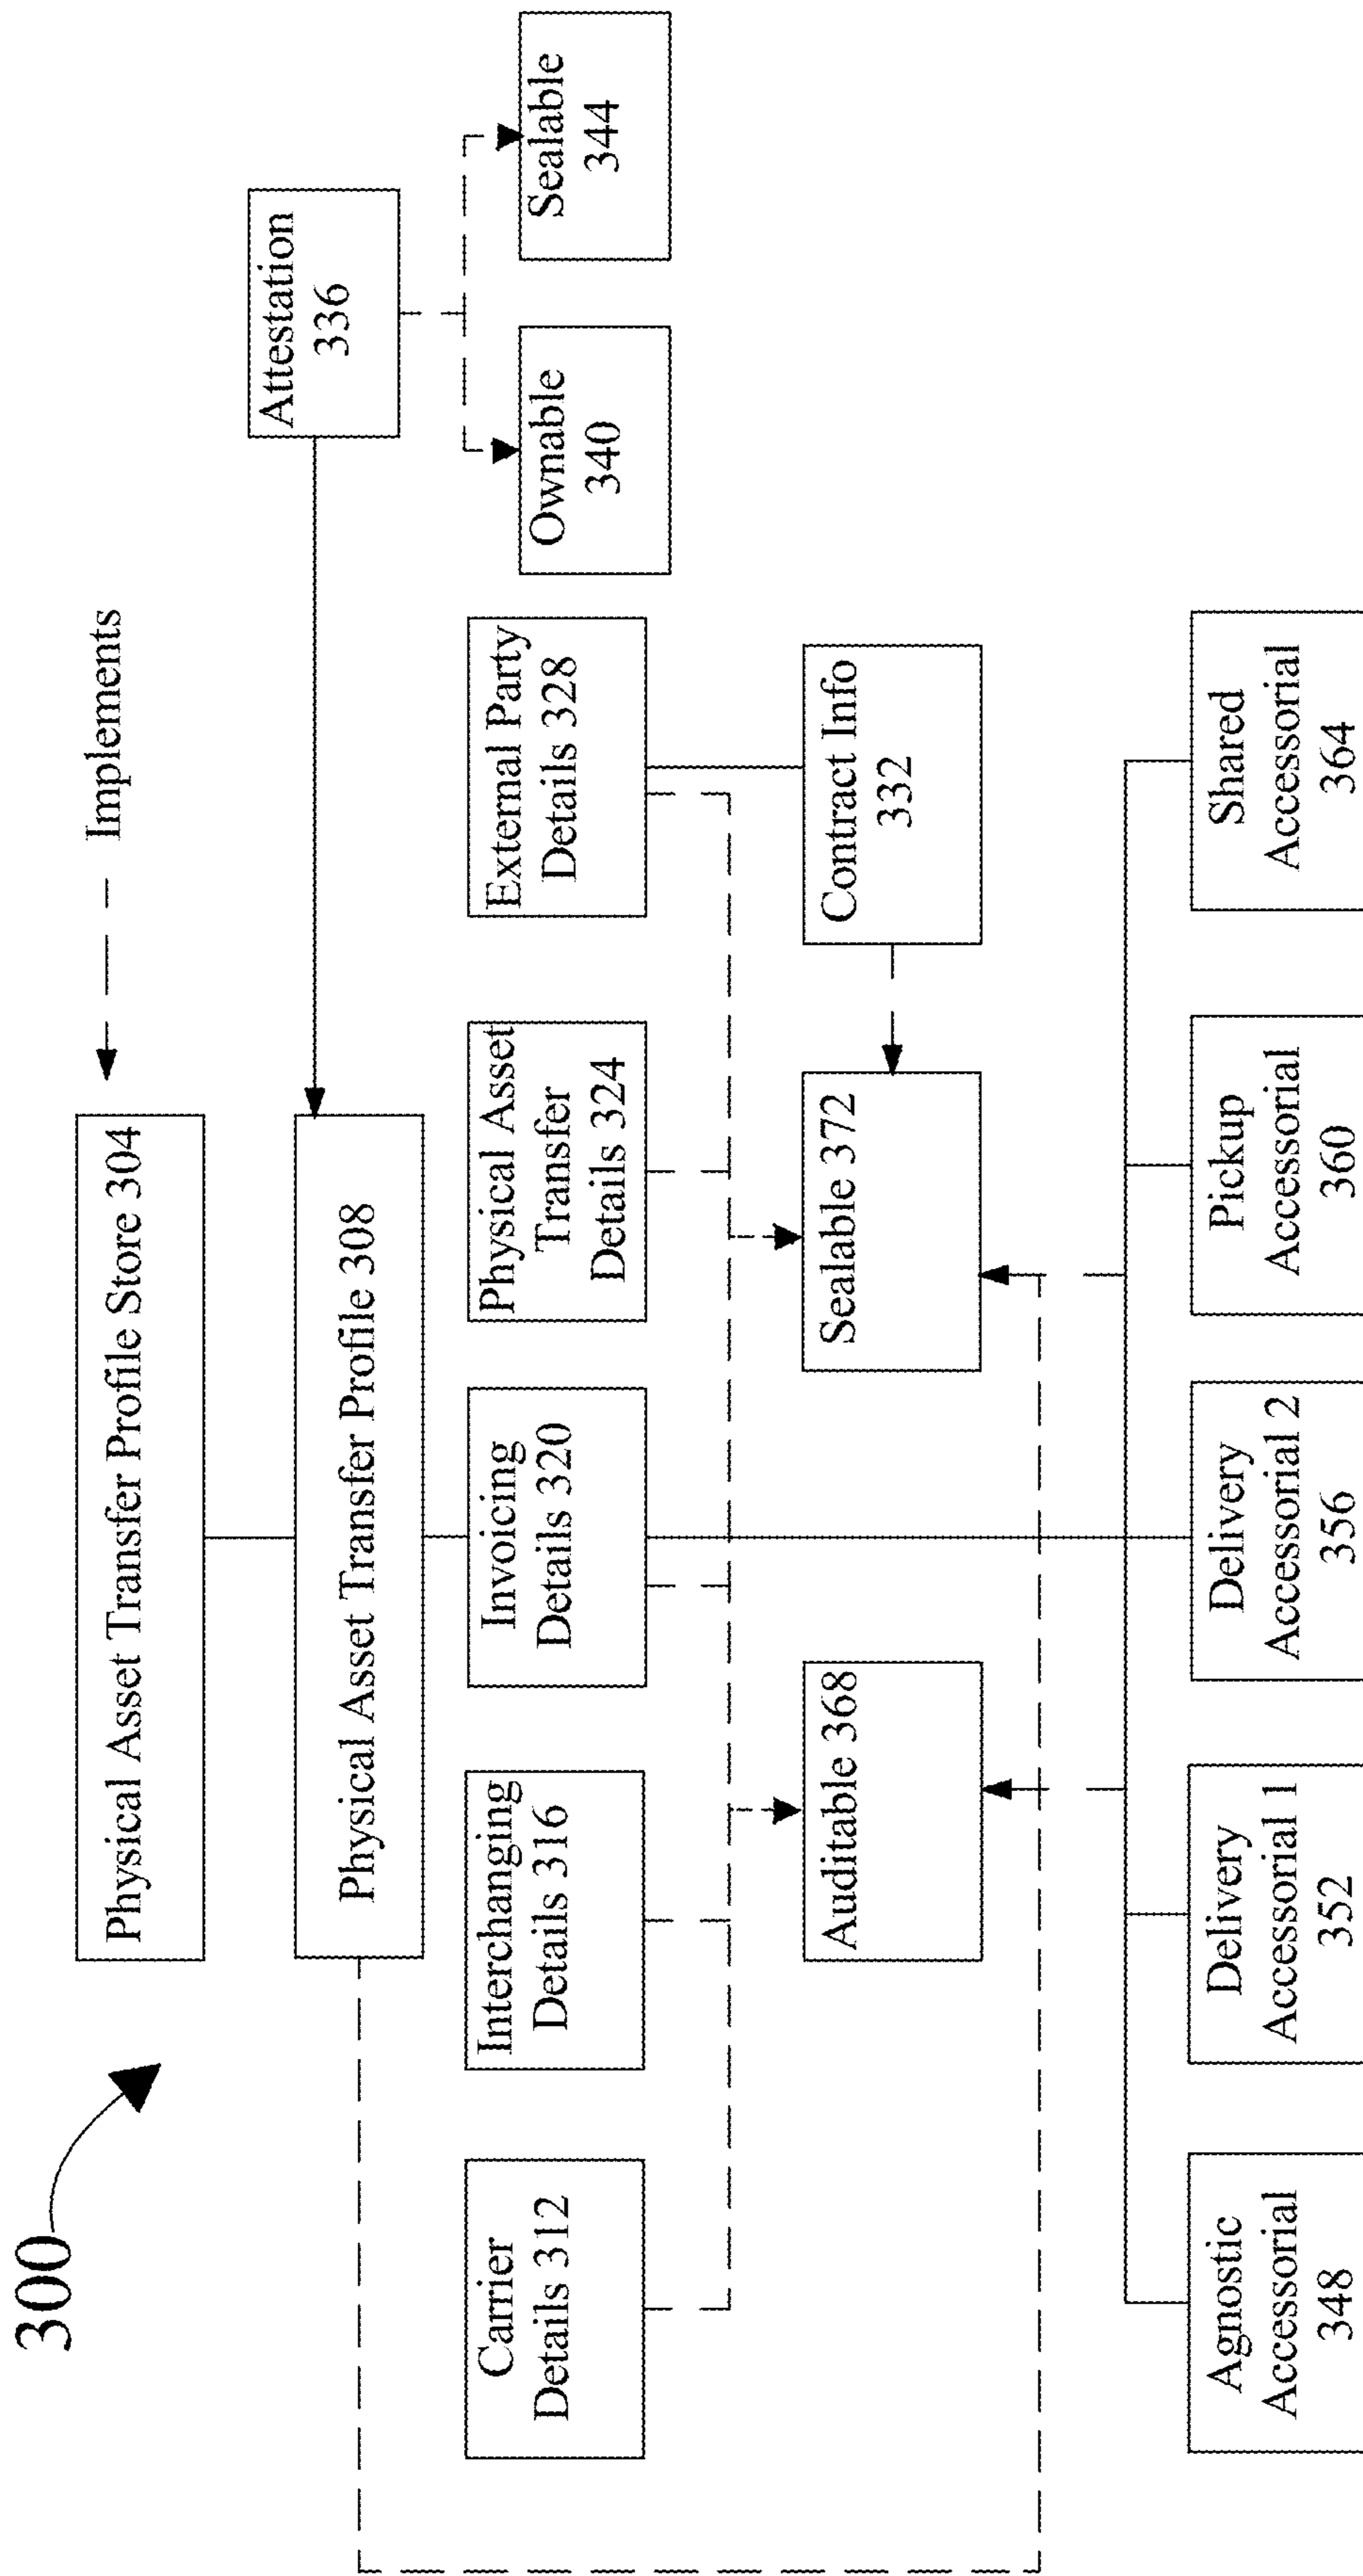 300
Implements
Physical Asset Transfer Profile Store 304
Physical Asset Transfer Profile 308
Attestation
336
Carrier
Details 312
Interchanging
Details 316
Invoicing
Details 320
Physical Asset
Transfer
Details 324
External Party
Details 328
Ownable
340
Sealable
344
Auditable 368
Sealable 372
Contract Info
332
Agnostic
Accessorial
348
Delivery
Accessorial 1
352
Delivery
Accessorial 2
356
Pickup
Accessorial
360
Shared
Accessorial
364